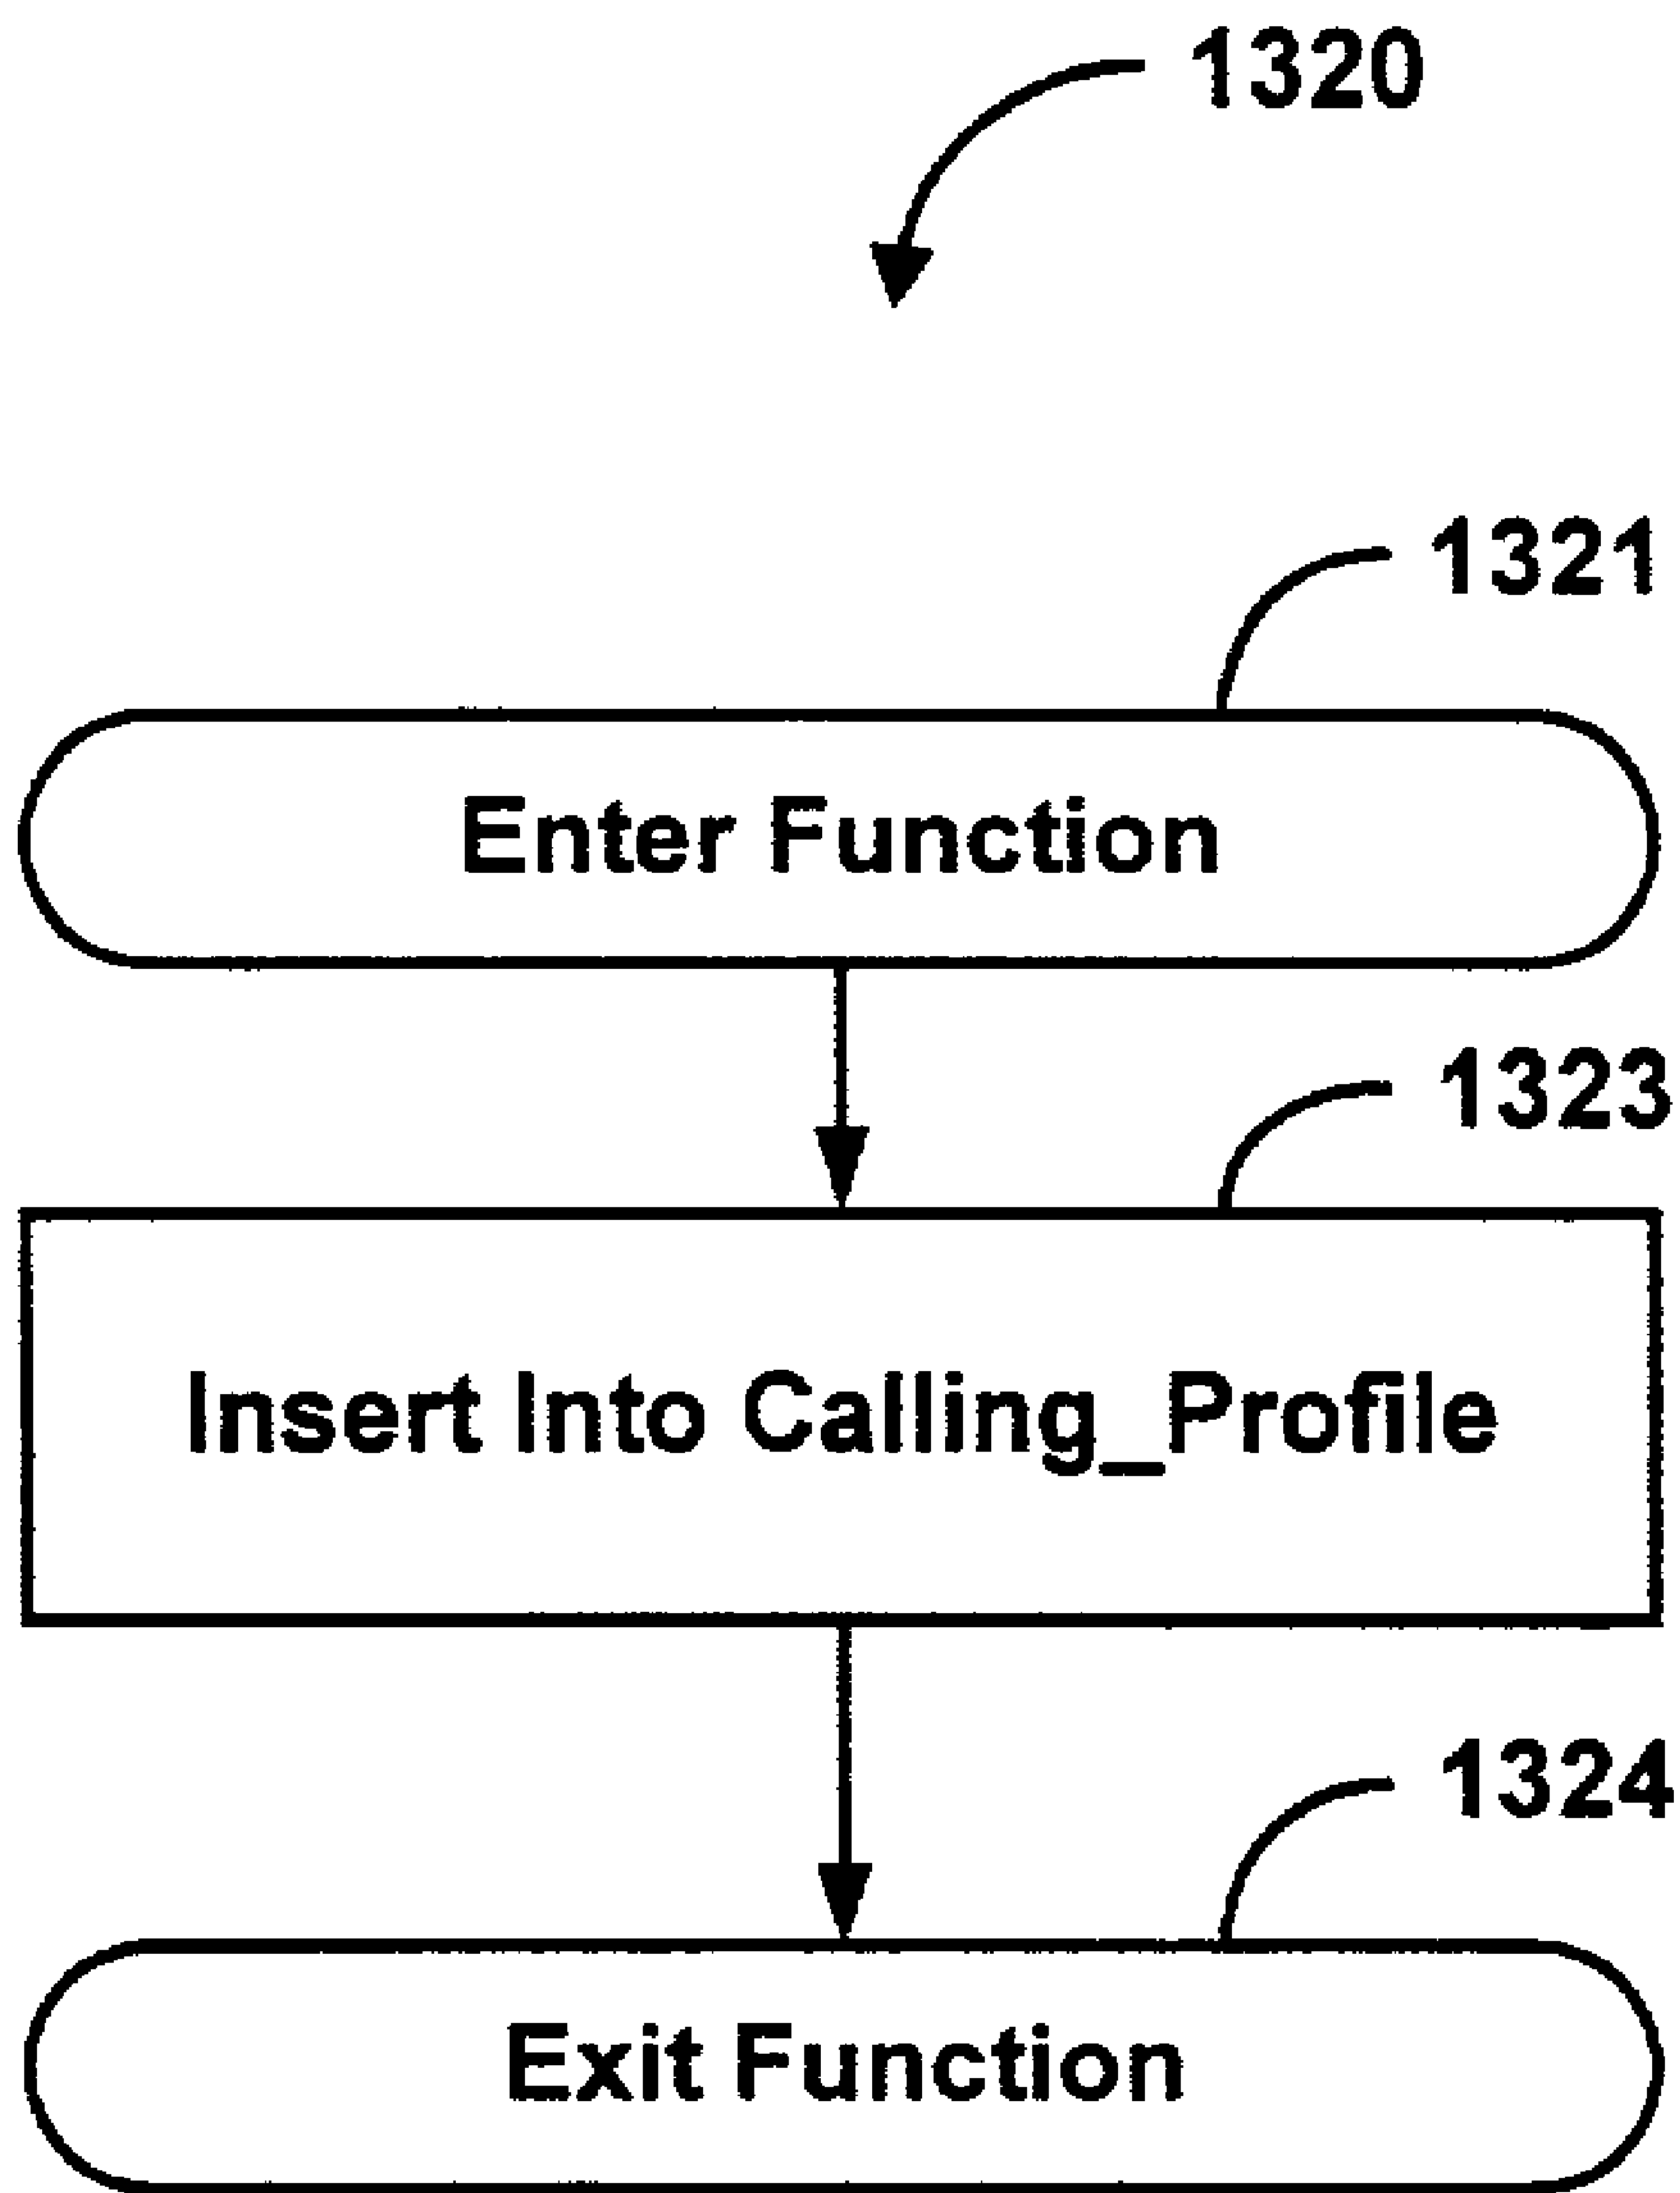 1320
1321
Enter Function
1323
Insert Into Calling_Profile
1324
Exit Function